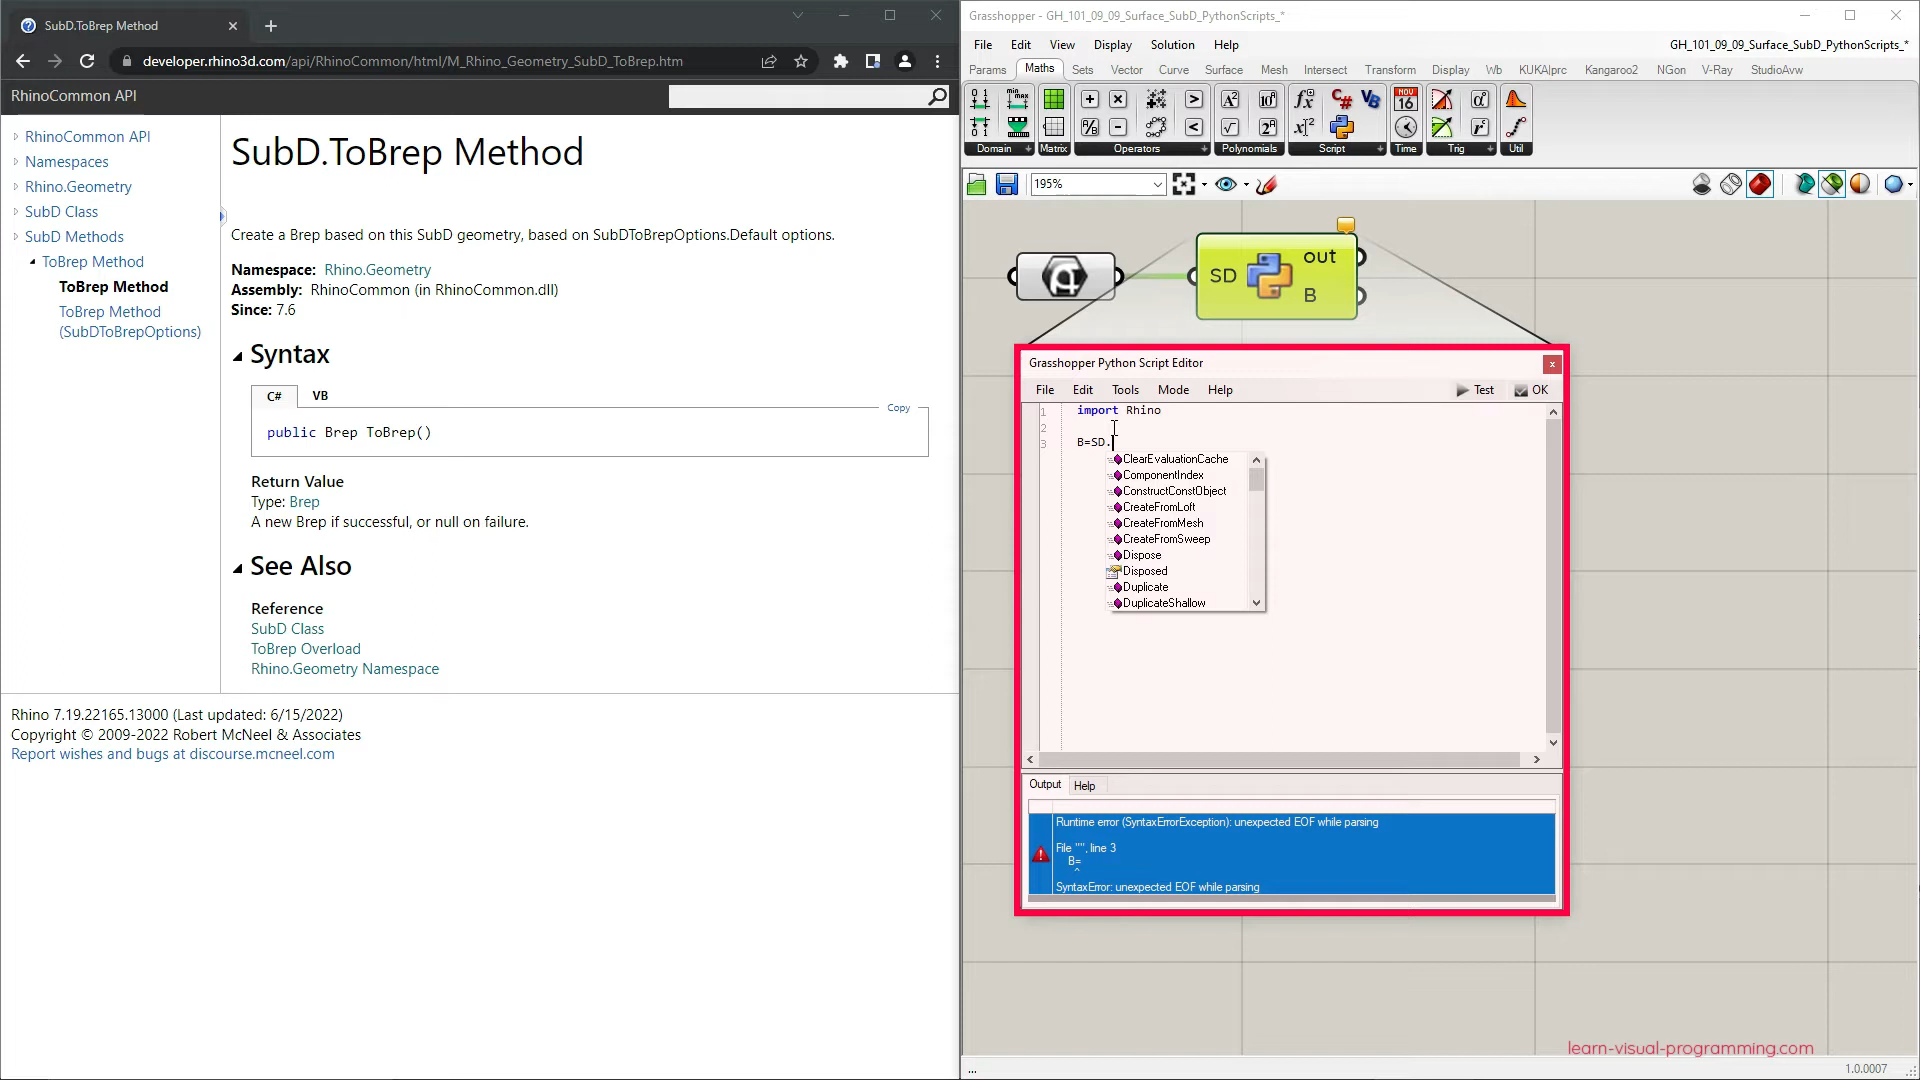 SubD.ToBrep Method
developer.rhino3d.com/api/RhinoCommon/html/M_Rhino_Geometry_SubD_ToBrep.htm
RhinoCommon API
RhinoCommon API
Namespaces
Rhino.Geometry
SubD Class
SubD Methods
ToBrep Method
ToBrep Method
ToBrep Method
(SubDToBrepOptions)
SubD.ToBrep Method
Create a Brep based on this SubD geometry, based on SubDToBrepOptions.Default options.
Namespace: Rhino.Geometry
Assembly: RhinoCommon (in RhinoCommon.dll)
Since: 7.6
Syntax
C# VB
Copy
public Brep ToBrep()
Return Value
Type: Brep
A new Brep if successful, or null on failure.
See Also
Reference
SubD Class
ToBrep Overload
Rhino.Geometry Namespace
Rhino 7.19.22165.13000 (Last updated: 6/15/2022)
Copyright © 2009-2022 Robert McNeel & Associates
Report wishes and bugs at discourse.mcneel.com
Grasshopper - GH_101_09_09_Surface_SubD_PythonScripts_*
File Edit View Display Solution Help
GH_101_09_09_Surface_SubD_PythonScripts_*
Params Maths Sets Vector Curve Surface Mesh Intersect Transform Display Wb KUKA|prc Kangaroo2 NGon V-Ray StudioAvw
Domain Matrix Operators Polynomials Script Time Trig Util
195%
SD
out
B
Grasshopper Python Script Editor
File Edit Tools Mode Help Test OK
1 import Rhino
2
3 B=SD.
ClearEvaluationCache
ComponentIndex
ConstructConstObject
CreateFromLoft
CreateFromMesh
CreateFromSweep
Dispose
Disposed
Duplicate
DuplicateShallow
Output Help
Runtime error (SyntaxErrorException): unexpected EOF while parsing
File "", line 3
B=
^
SyntaxError: unexpected EOF while parsing
learn-visual-programming.com
...
1.0.0007